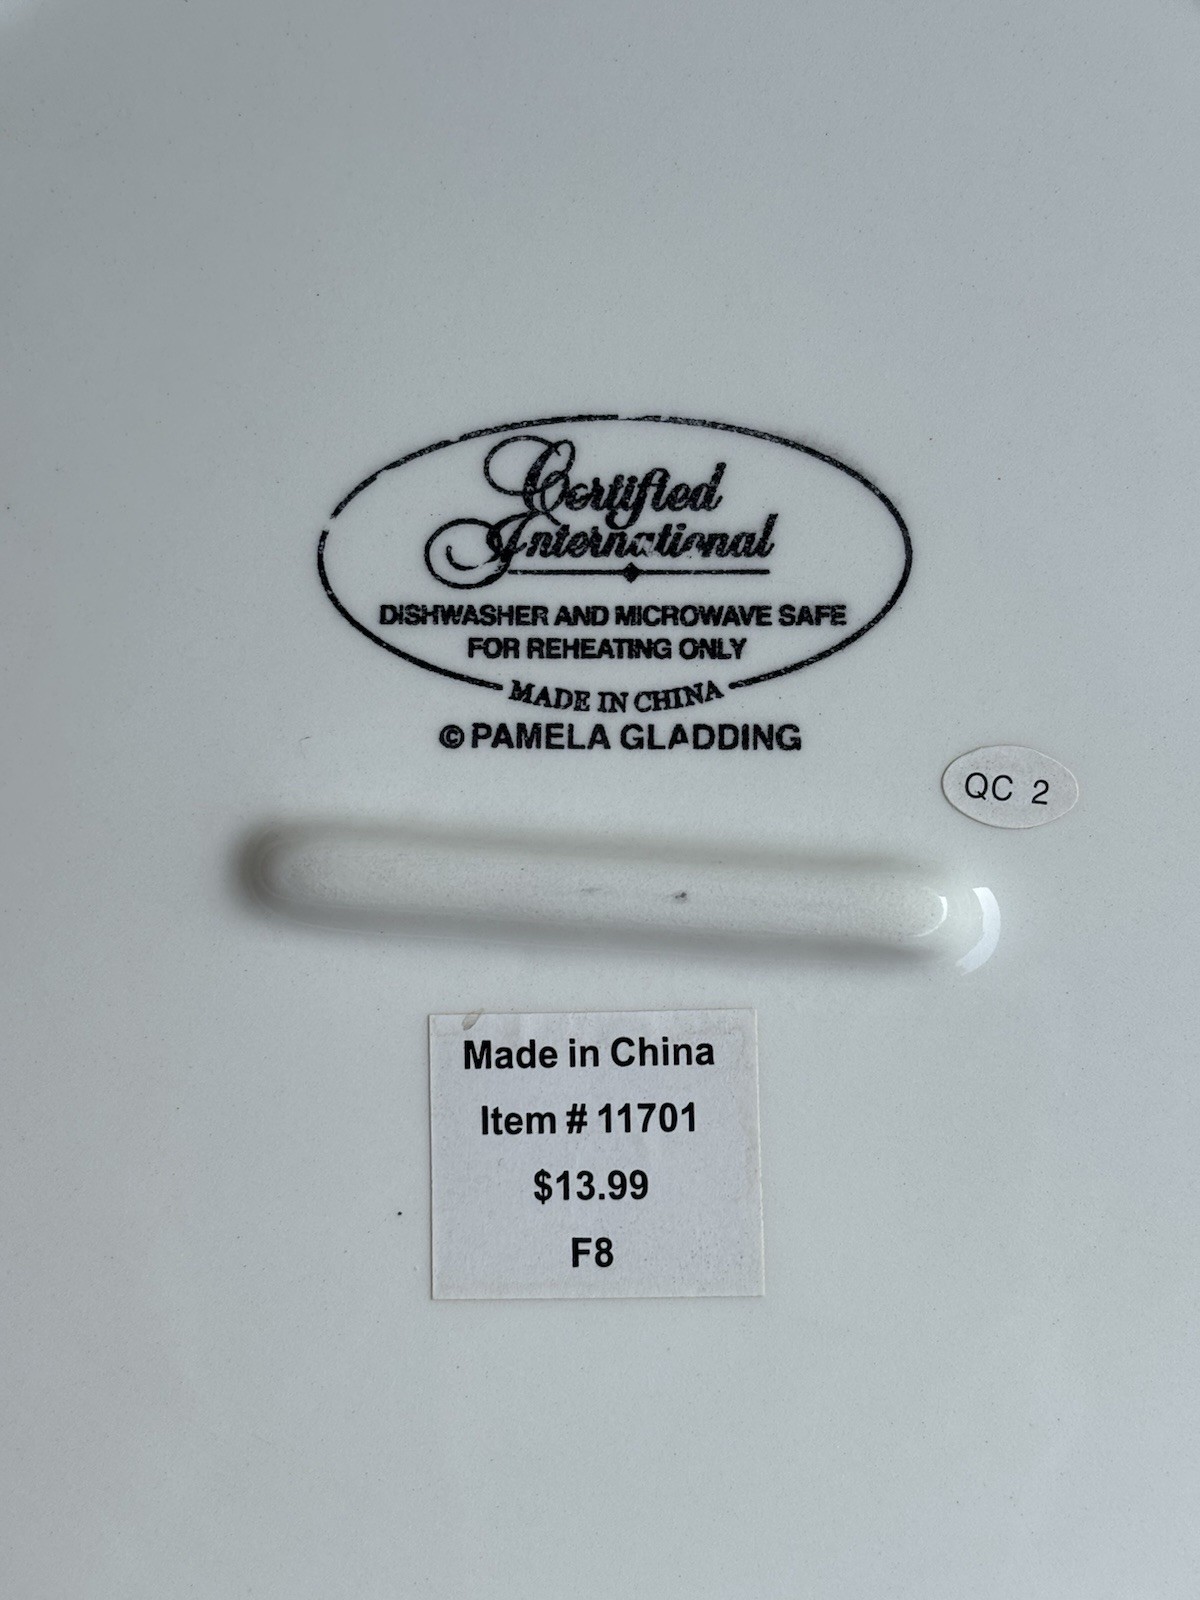 Certified
International
DISHWASHER AND MICROWAVE SAFE
FOR REHEATING ONLY
MADE IN CHINA
© PAMELA GLADDING
QC 2
Made in China
Item # 11701
$13.99
F8